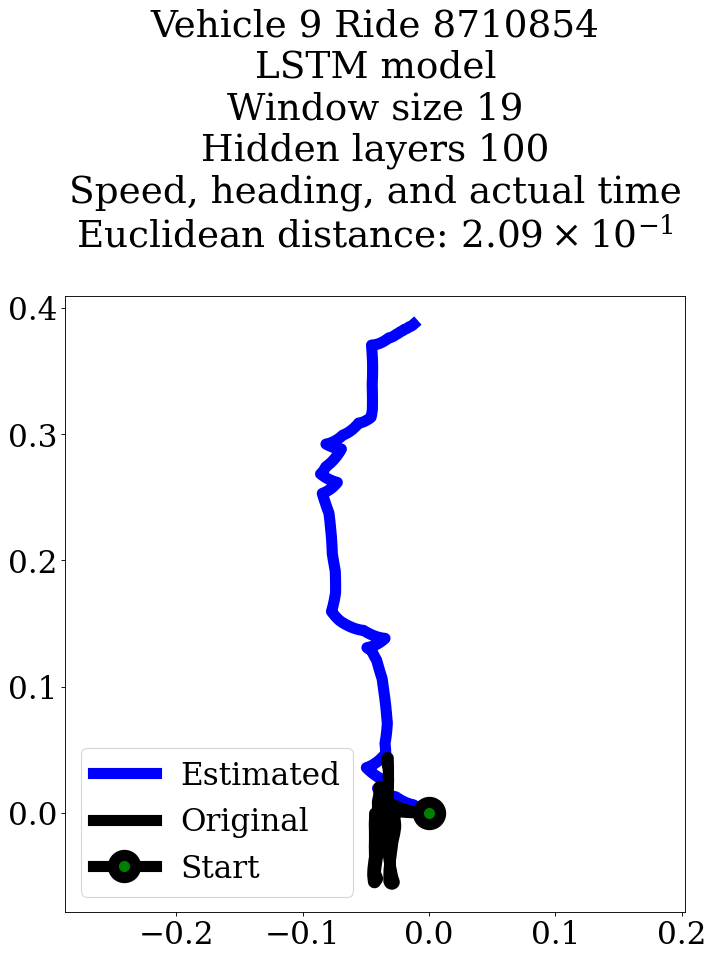 Vehicle 9 Ride 8710854
LSTM model
Window size 19
Hidden layers 100
Speed, heading, and actual time
Euclidean distance: 2.09 × 10⁻¹
0.4
0.3
0.2
0.1
0.0
Estimated
Original
Start
−0.2 −0.1 0.0 0.1 0.2